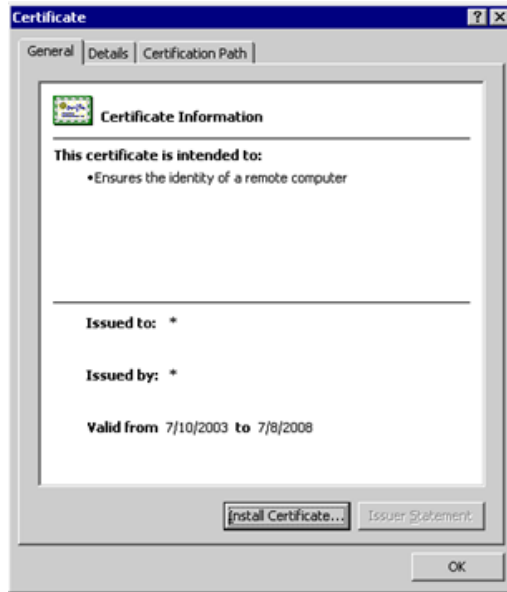 Certificate
General Details Certification Path
Certificate Information
This certificate is intended to:
•Ensures the identity of a remote computer
Issued to: *
Issued by: *
Valid from 7/10/2003 to 7/8/2008
Install Certificate... Issuer Statement
OK